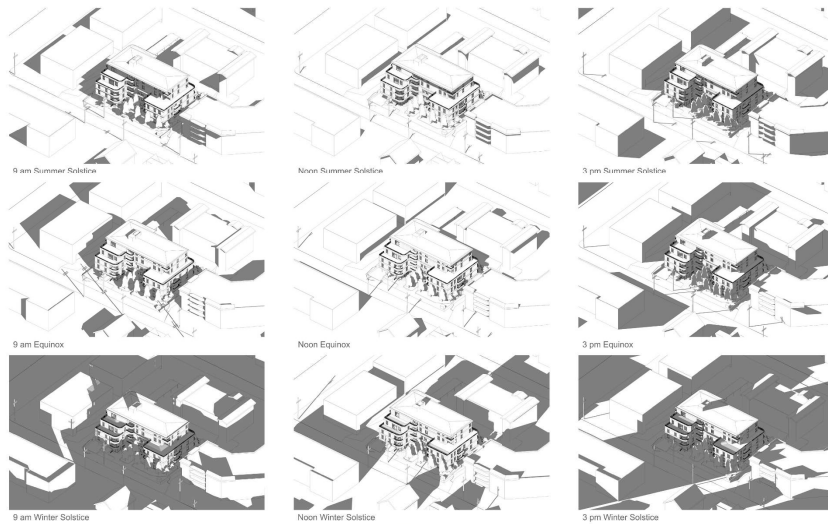 9 am Summer Solstice
Noon Summer Solstice
3 pm Summer Solstice
9 am Equinox
Noon Equinox
3 pm Equinox
9 am Winter Solstice
Noon Winter Solstice
3 pm Winter Solstice